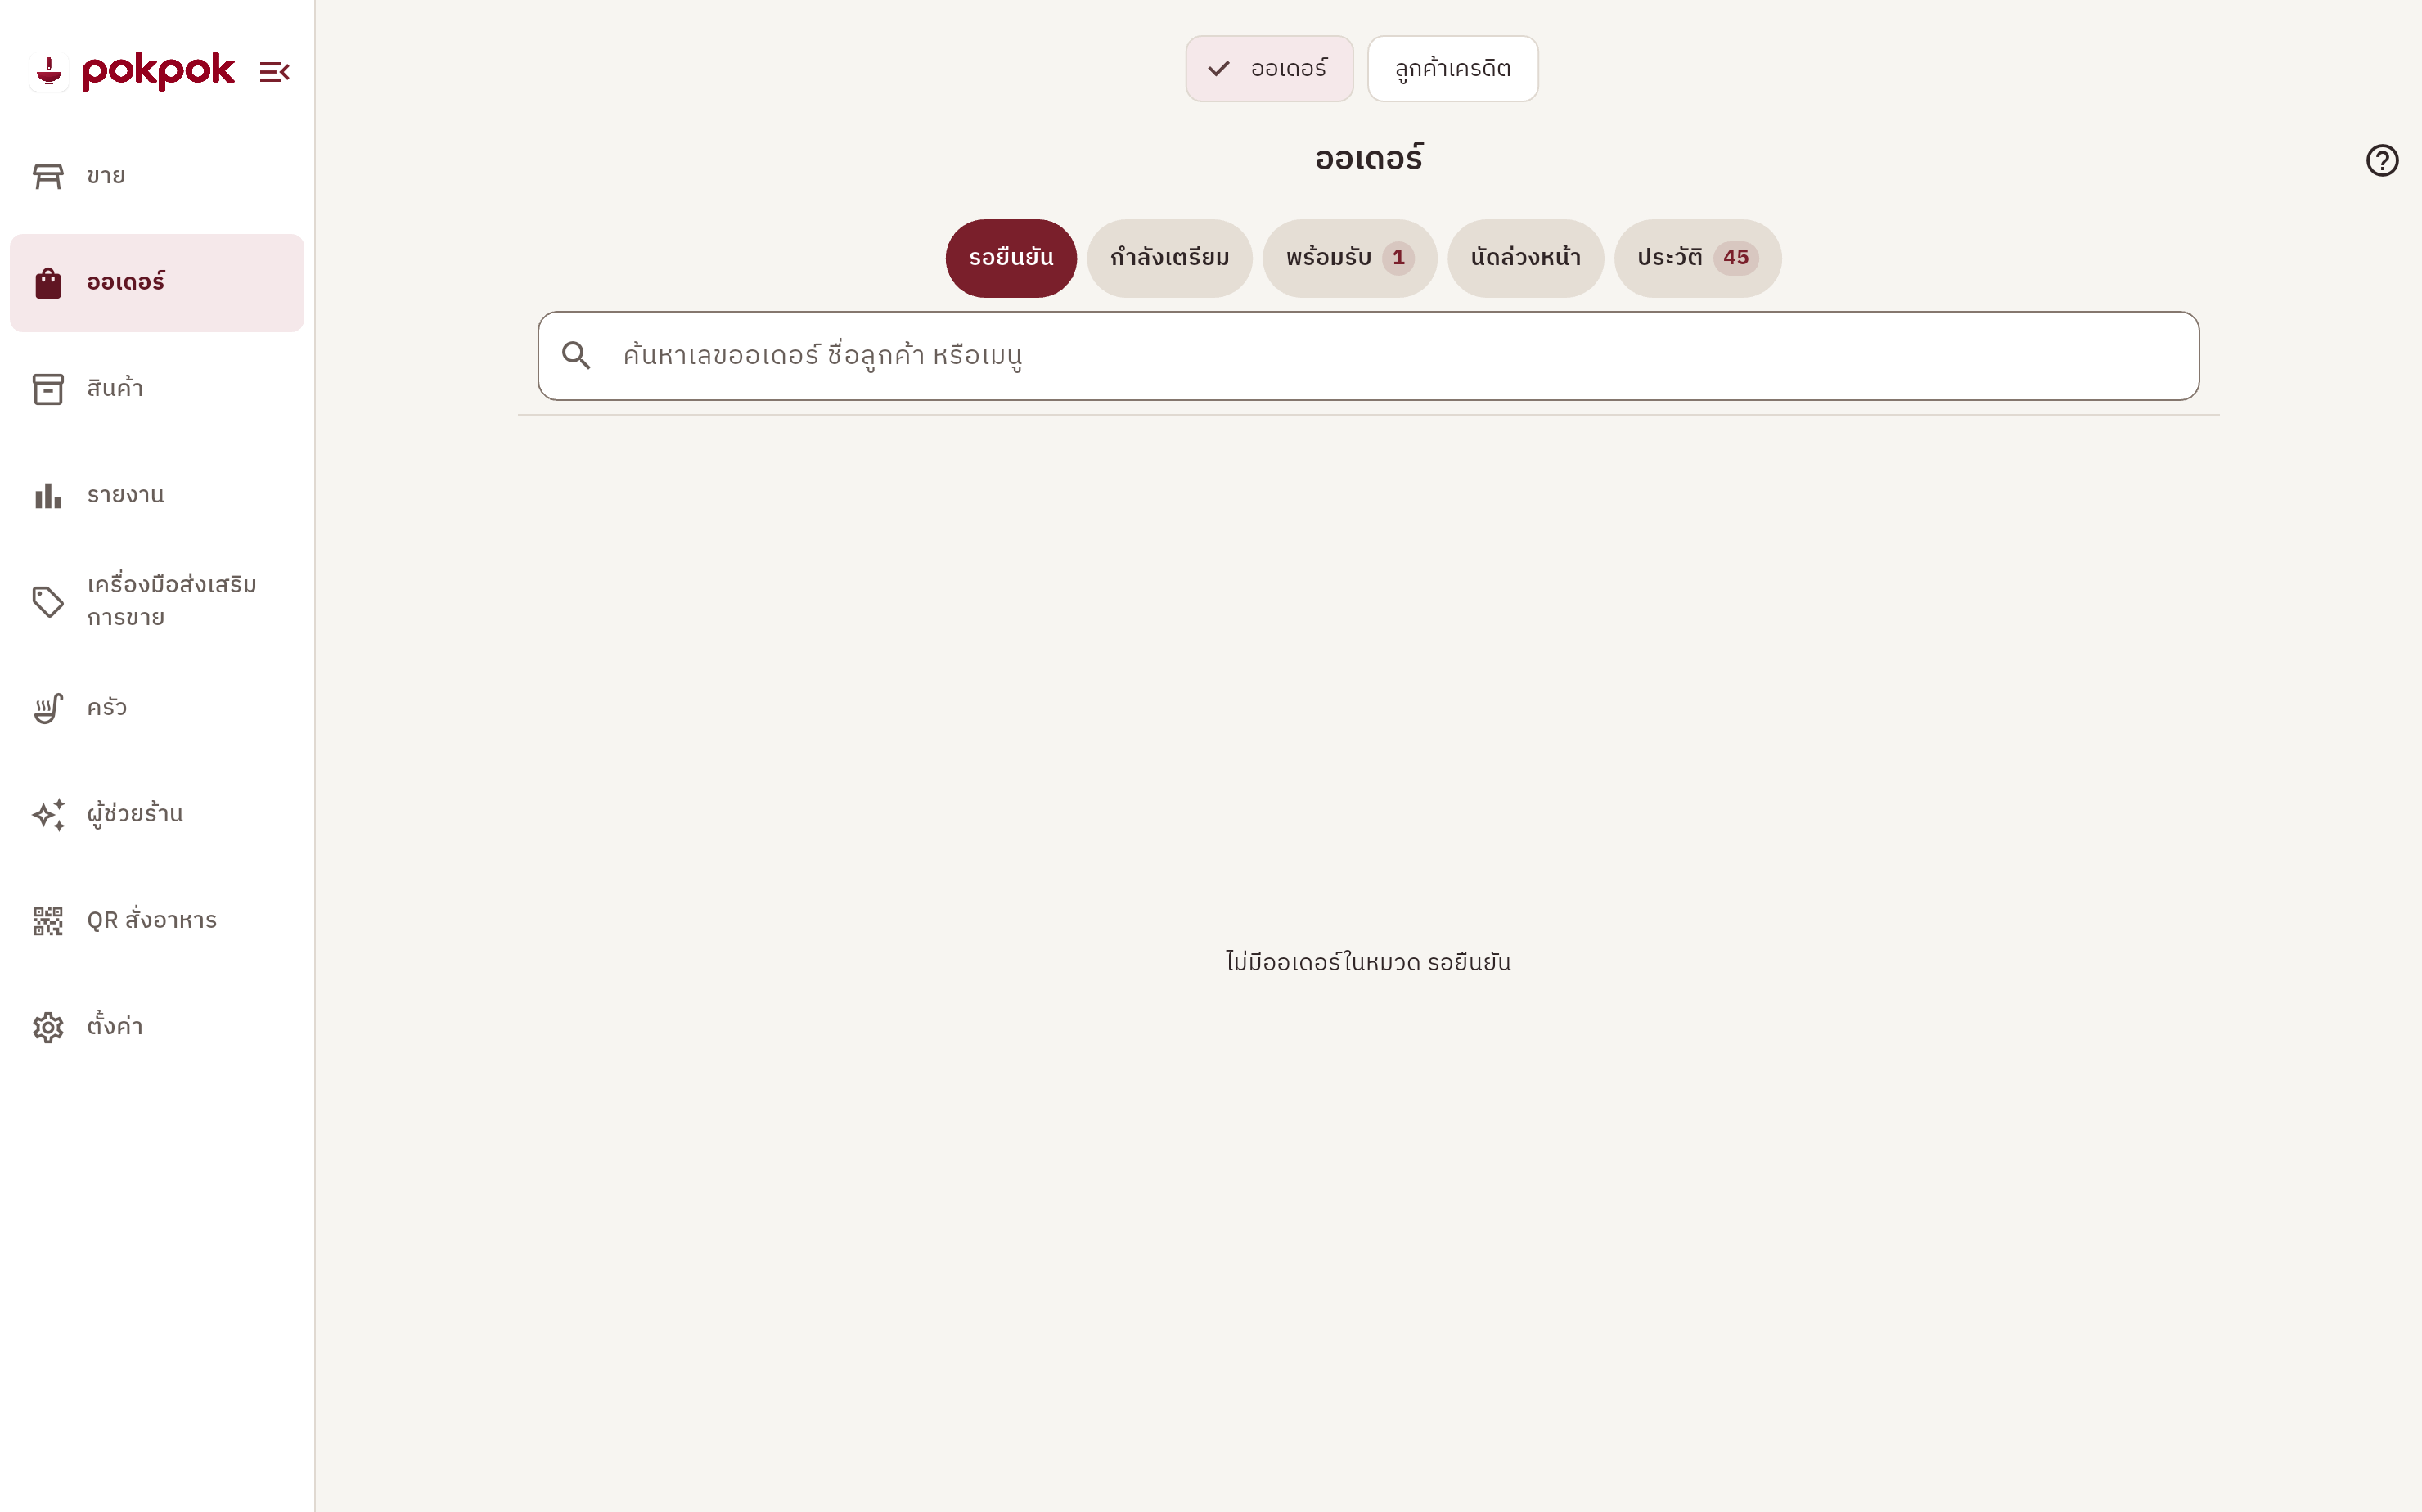 pokpok
ขาย
ออเดอร์
สินค้า
รายงาน
เครื่องมือส่งเสริม
การขาย
ครัว
ผู้ช่วยร้าน
QR สั่งอาหาร
ตั้งค่า
ออเดอร์ ลูกค้าเครดิต
ออเดอร์
รอยืนยัน กำลังเตรียม พร้อมรับ 1 นัดล่วงหน้า ประวัติ 45
ค้นหาเลขออเดอร์ ชื่อลูกค้า หรือเมนู
ไม่มีออเดอร์ในหมวด รอยืนยัน